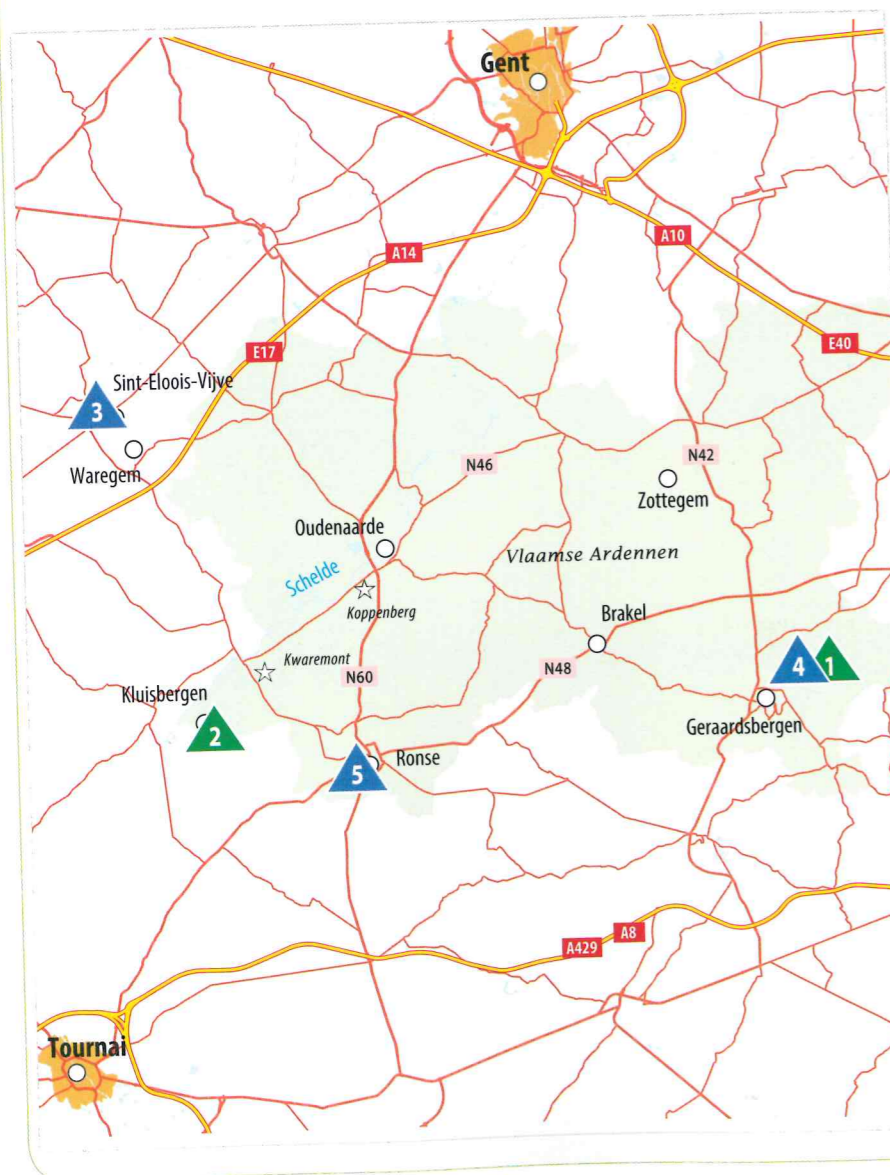 Gent
A14
A10
E17
E40
Sint-Eloois-Vijve
3
Waregem
N46
N42
Zottegem
Oudenaarde
Vlaamse Ardennen
Schelde
Koppenberg
Brakel
Kwaremont
N60
N48
4
1
Kluisbergen
2
Geraardsbergen
5
Ronse
A429
A8
Tournai